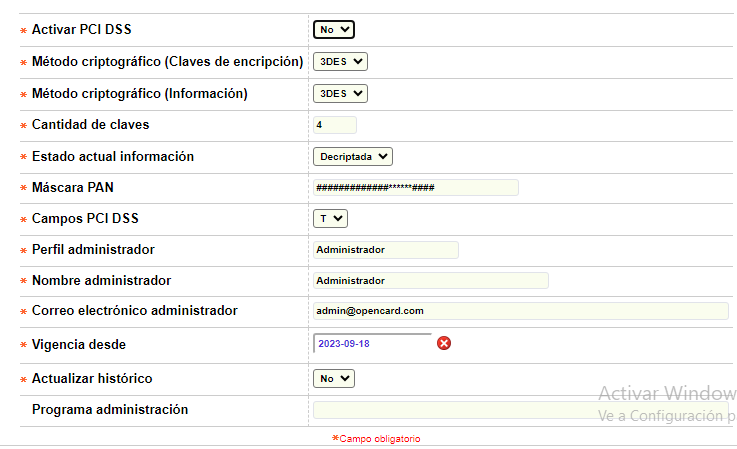 * Activar PCI DSS No
* Método criptográfico (Claves de encripción) 3DES
* Método criptográfico (Información) 3DES
* Cantidad de claves 4
* Estado actual información Decriptada
* Máscara PAN #############******####
* Campos PCI DSS T
* Perfil administrador Administrador
* Nombre administrador Administrador
* Correo electrónico administrador admin@opencard.com
* Vigencia desde 2023-09-18
* Actualizar histórico No
Activar Window
Programa administración
Ve a Configuración p
*Campo obligatorio